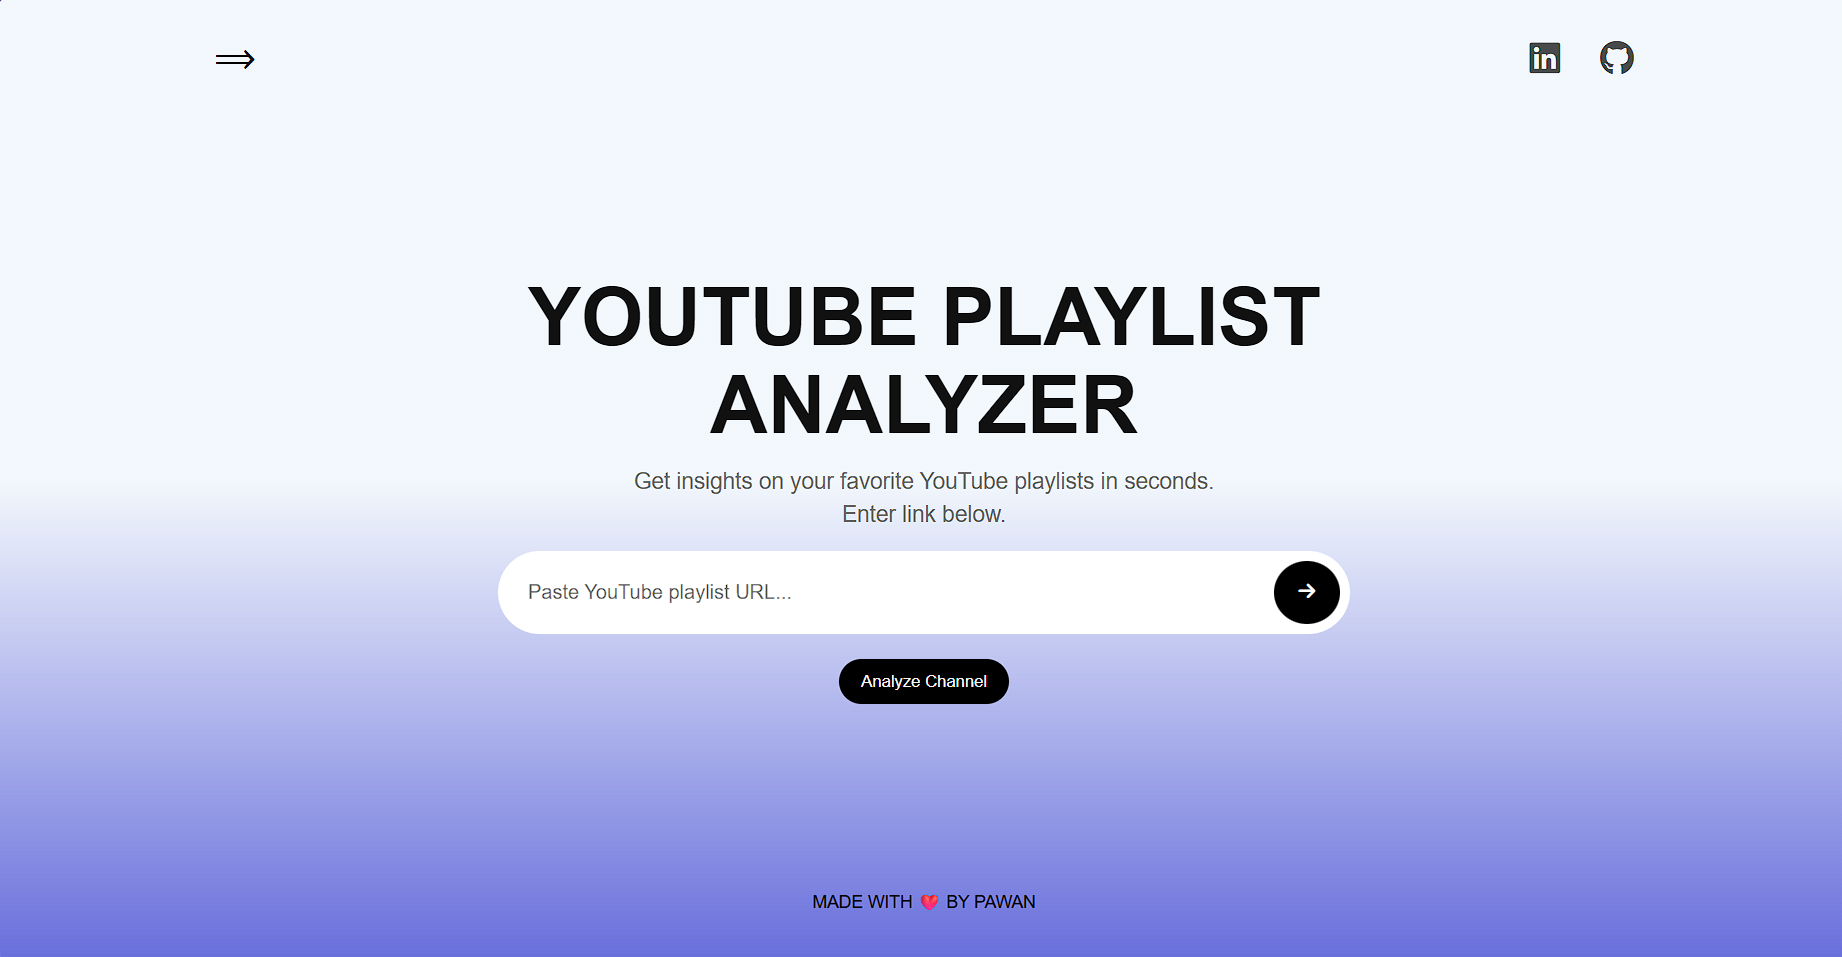 YOUTUBE PLAYLIST
ANALYZER
Get insights on your favorite YouTube playlists in seconds.
Enter link below.
Paste YouTube playlist URL...
Analyze Channel
MADE WITH ❤️ BY PAWAN